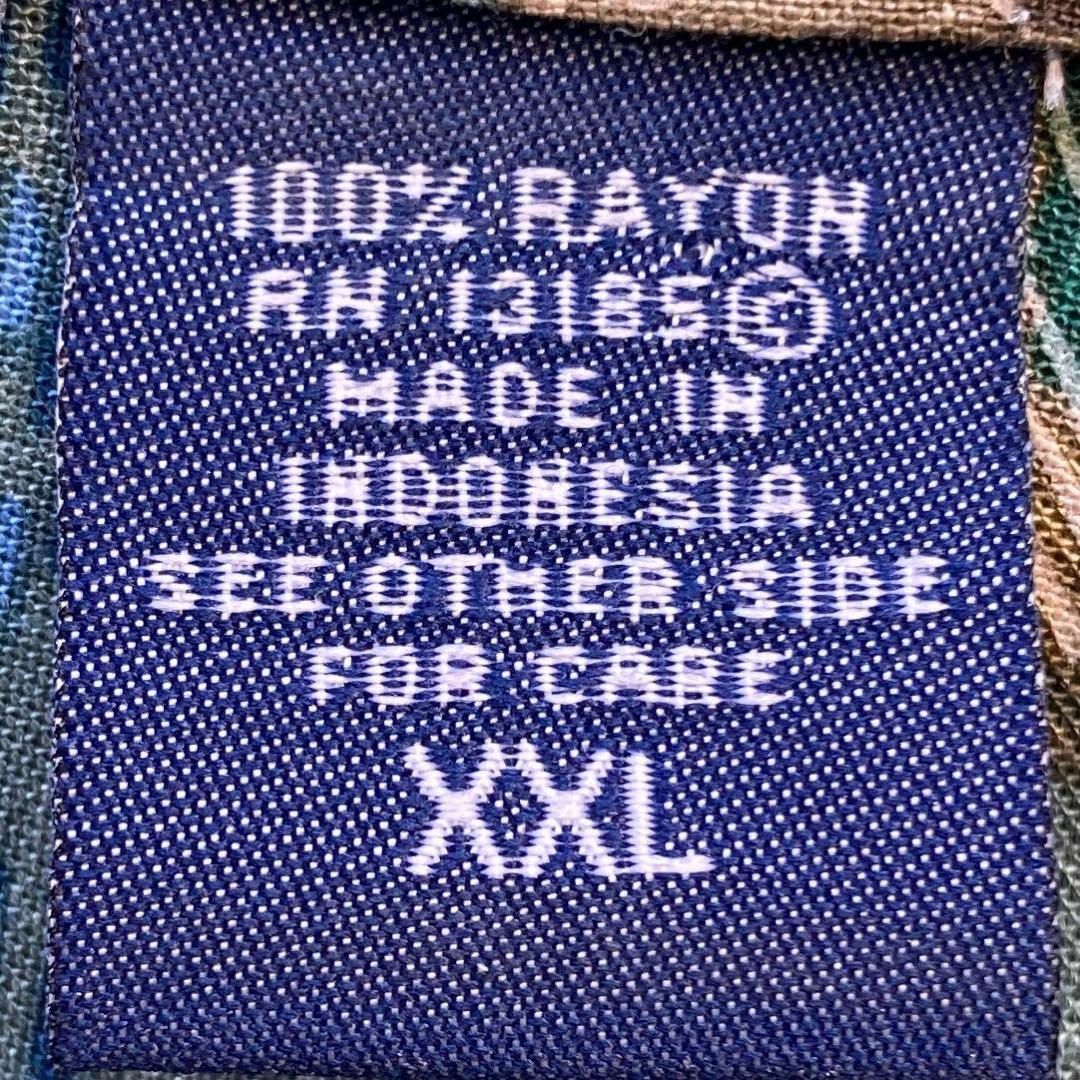 100% RAYON
RN 13185 ©
MADE IN
INDONESIA
SEE OTHER SIDE
FOR CARE
XXL